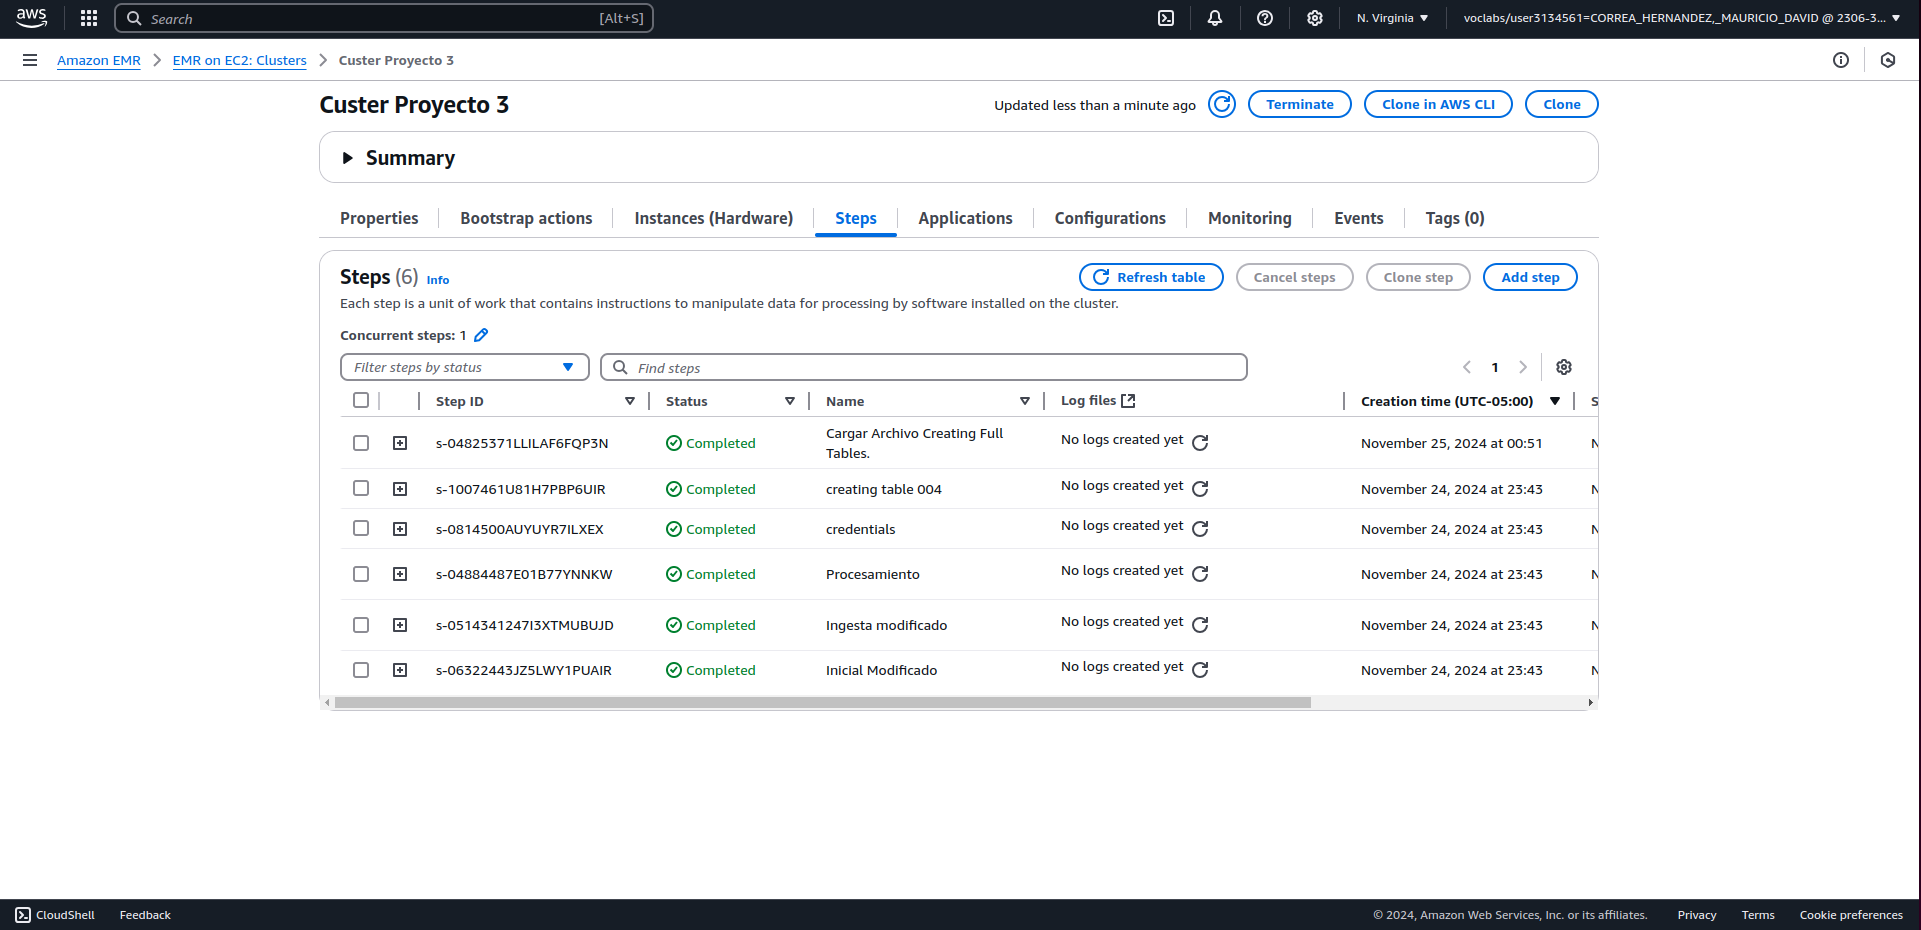 aws
Search [Alt+S]
N. Virginia
voclabs/user3134561=CORREA_HERNANDEZ,_MAURICIO_DAVID @ 2306-3...
Amazon EMR
EMR on EC2: Clusters
Custer Proyecto 3
Custer Proyecto 3
Updated less than a minute ago
Terminate
Clone in AWS CLI
Clone
Summary
Properties
Bootstrap actions
Instances (Hardware)
Steps
Applications
Configurations
Monitoring
Events
Tags (0)
Steps (6) Info
Refresh table
Cancel steps
Clone step
Add step
Each step is a unit of work that contains instructions to manipulate data for processing by software installed on the cluster.
Concurrent steps: 1
Filter steps by status
Find steps
1
Step ID Status Name Log files Creation time (UTC-05:00) S
s-04825371LLILAF6FQP3N Completed Cargar Archivo Creating Full No logs created yet November 25, 2024 at 00:51 N
Tables.
s-1007461U81H7PBP6UIR Completed creating table 004 No logs created yet November 24, 2024 at 23:43 N
s-0814500AUYUYR7ILXEX Completed credentials No logs created yet November 24, 2024 at 23:43 N
s-04884487E01B77YNNKW Completed Procesamiento No logs created yet November 24, 2024 at 23:43 N
s-0514341247I3XTMUBUJD Completed Ingesta modificado No logs created yet November 24, 2024 at 23:43 N
s-06322443JZ5LWY1PUAIR Completed Inicial Modificado No logs created yet November 24, 2024 at 23:43 N
CloudShell
Feedback
© 2024, Amazon Web Services, Inc. or its affiliates.
Privacy
Terms
Cookie preferences